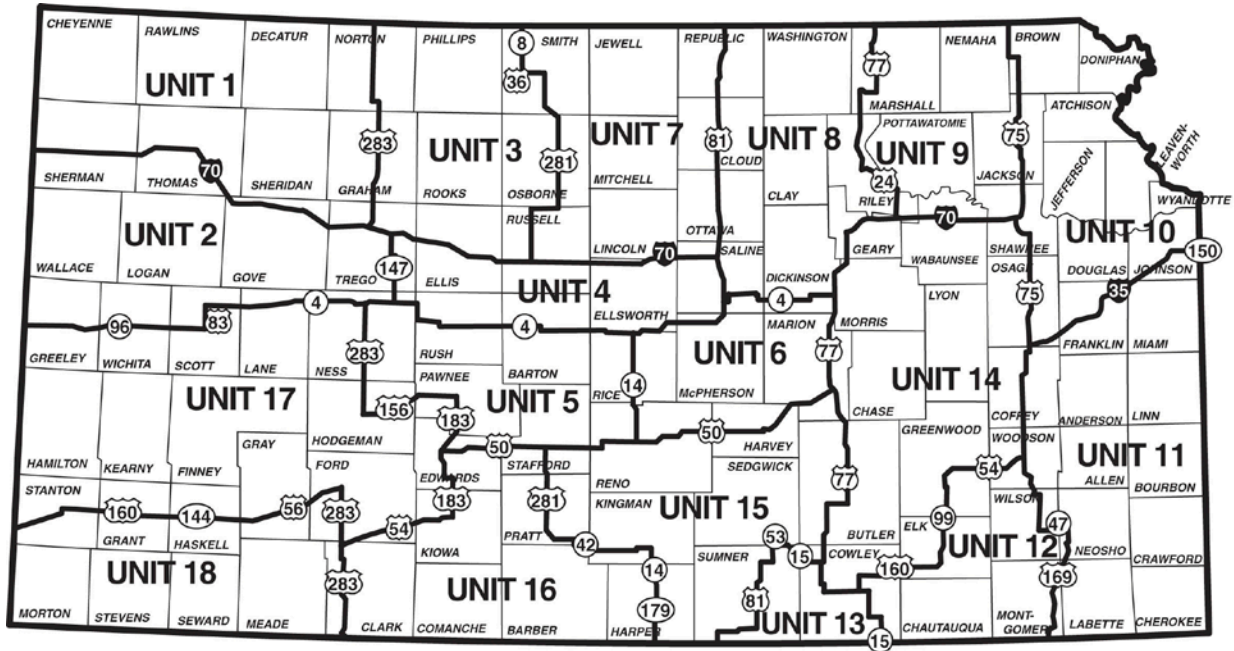 CHEYENNE
RAWLINS
DECATUR
NORTON
PHILLIPS
8
SMITH
JEWELL
REPUBLIC
WASHINGTON
NEMAHA
BROWN
DONIPHAN
UNIT 1
36
77
MARSHALL
ATCHISON
283
UNIT 3
281
UNIT 7
81
UNIT 8
POTTAWATOMIE
UNIT 9
75
LEAVEN-
WORTH
SHERMAN
THOMAS
70
SHERIDAN
GRAHAM
ROOKS
OSBORNE
MITCHELL
CLOUD
CLAY
24
RILEY
JACKSON
JEFFERSON
WYANDOTTE
UNIT 2
RUSSELL
LINCOLN
70
OTTAWA
SALINE
GEARY
70
SHAWNEE
UNIT 10
150
WALLACE
LOGAN
GOVE
TREGO
147
ELLIS
UNIT 4
ELLSWORTH
DICKINSON
4
WABAUNSEE
OSAGE
75
DOUGLAS
JOHNSON
35
96
83
4
4
LYON
GREELEY
WICHITA
SCOTT
LANE
NESS
283
RUSH
BARTON
RICE
14
McPHERSON
MARION
UNIT 6
77
MORRIS
FRANKLIN
MIAMI
UNIT 17
156
PAWNEE
183
UNIT 5
50
50
HARVEY
CHASE
UNIT 14
COFFEY
ANDERSON
LINN
HAMILTON
KEARNY
FINNEY
GRAY
HODGEMAN
FORD
EDWARDS
STAFFORD
RENO
SEDGWICK
GREENWOOD
WOODSON
54
UNIT 11
ALLEN
BOURBON
STANTON
160
144
56
283
54
183
281
KINGMAN
UNIT 15
77
BUTLER
ELK
99
WILSON
47
GRANT
HASKELL
KIOWA
PRATT
42
SUMNER
53
15
COWLEY
160
UNIT 12
NEOSHO
CRAWFORD
UNIT 18
283
UNIT 16
14
179
81
UNIT 13
169
MORTON
STEVENS
SEWARD
MEADE
CLARK
COMANCHE
BARBER
HARPER
15
CHAUTAUQUA
MONT-
GOMERY
LABETTE
CHEROKEE